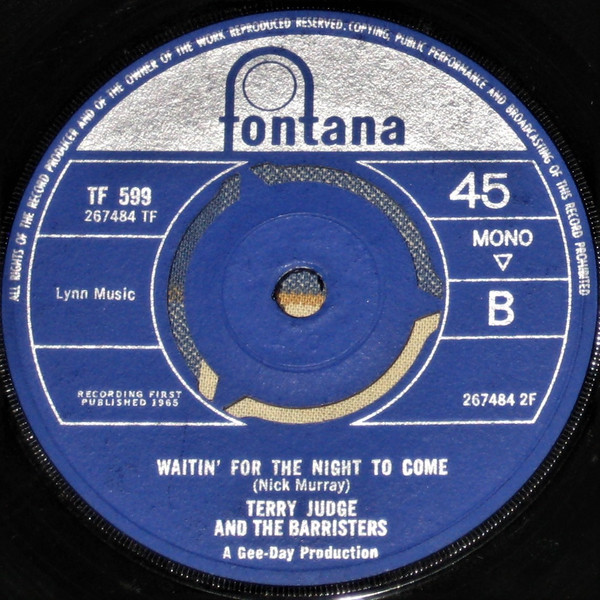 ALL RIGHTS OF THE RECORD PRODUCER AND OF THE OWNER OF THE WORK REPRODUCED RESERVED. COPYING, PUBLIC PERFORMANCE AND BROADCASTING OF THIS RECORD PROHIBITED
fontana
TF 599
267484 TF
45
MONO
Lynn Music
B
RECORDING FIRST
PUBLISHED 1965
267484 2F
WAITIN' FOR THE NIGHT TO COME
(Nick Murray)
TERRY JUDGE
AND THE BARRISTERS
A Gee-Day Production